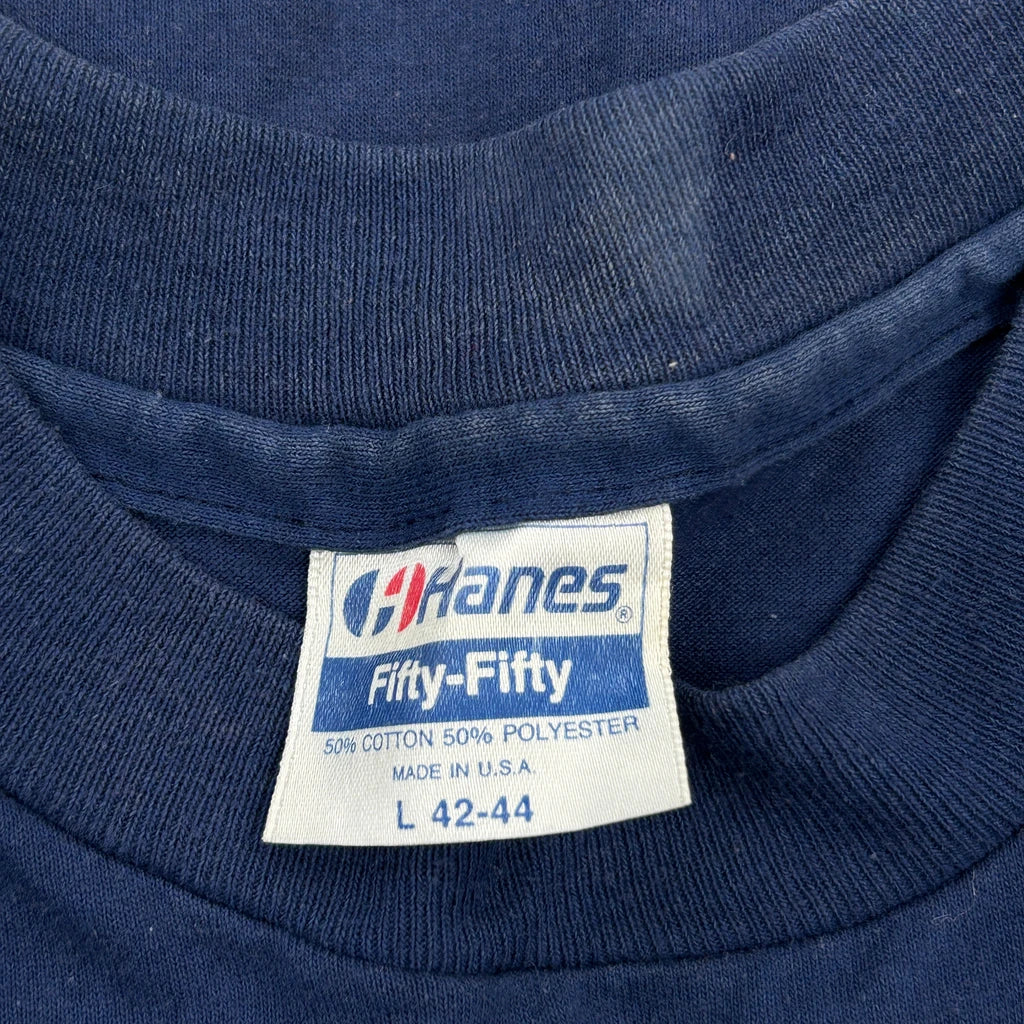 Hanes®
Fifty-Fifty
50% COTTON 50% POLYESTER
MADE IN U.S.A.
L 42-44